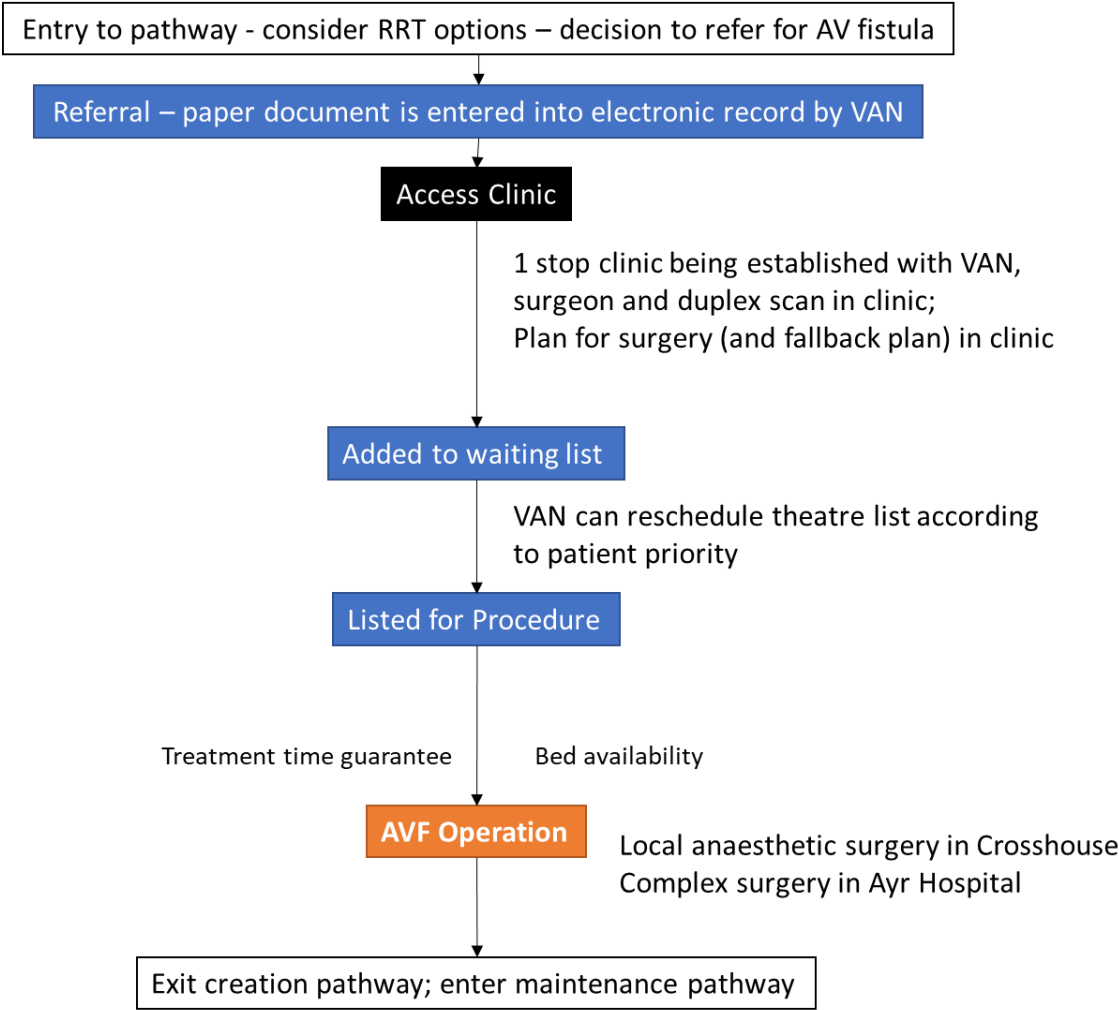 Entry to pathway - consider RRT options – decision to refer for AV fistula
Referral – paper document is entered into electronic record by VAN
Access Clinic
1 stop clinic being established with VAN,
surgeon and duplex scan in clinic;
Plan for surgery (and fallback plan) in clinic
Added to waiting list
VAN can reschedule theatre list according
to patient priority
Listed for Procedure
Treatment time guarantee
Bed availability
AVF Operation
Local anaesthetic surgery in Crosshouse
Complex surgery in Ayr Hospital
Exit creation pathway; enter maintenance pathway